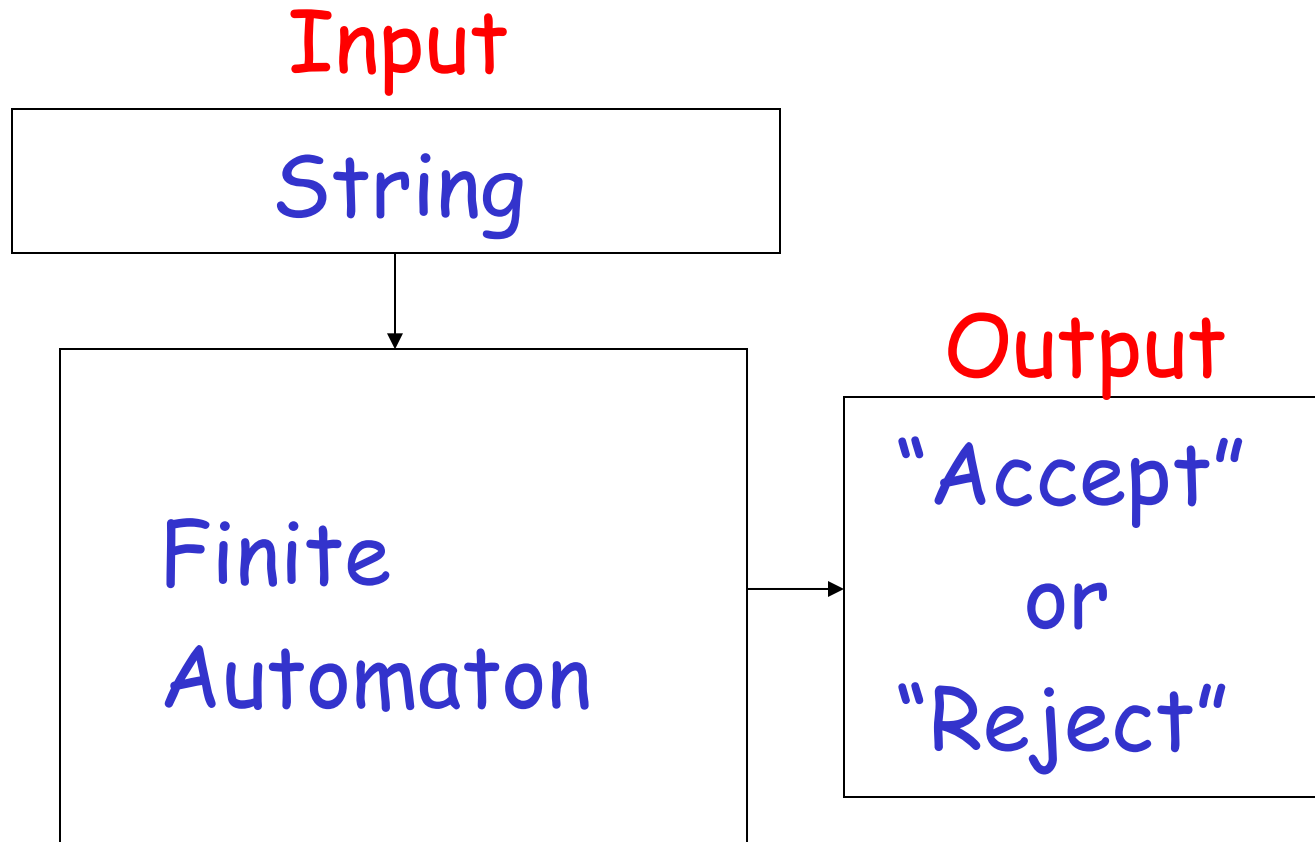 Input
String
Finite
Automaton
Output
“Accept”
or
“Reject”